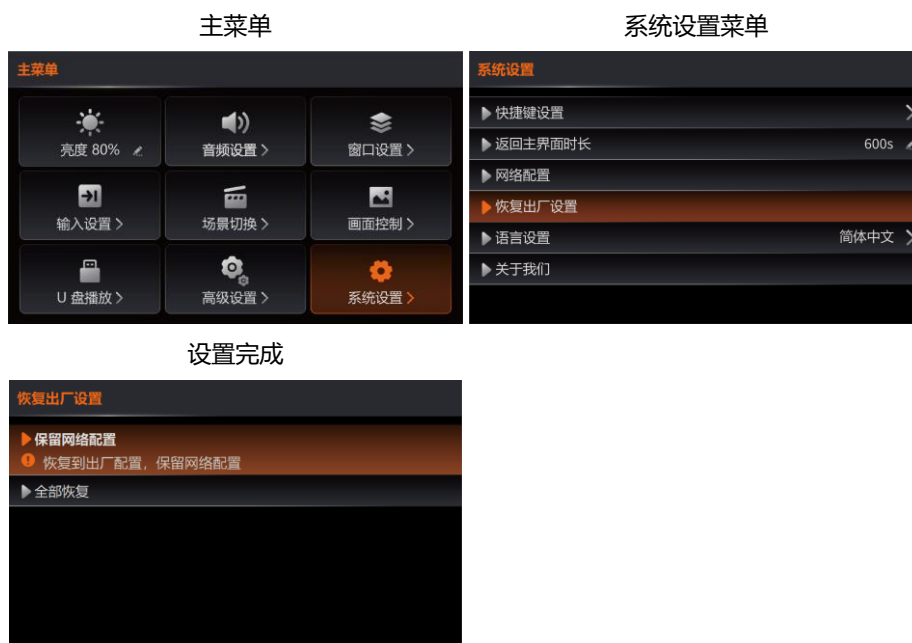 主菜单
系统设置菜单
主菜单
亮度 80%
音频设置
窗口设置
输入设置
场景切换
画面控制
U 盘播放
高级设置
系统设置
系统设置
快捷键设置
返回主界面时长 600s
网络配置
恢复出厂设置
语言设置 简体中文
关于我们
设置完成
恢复出厂设置
保留网络配置
恢复到出厂配置，保留网络配置
全部恢复